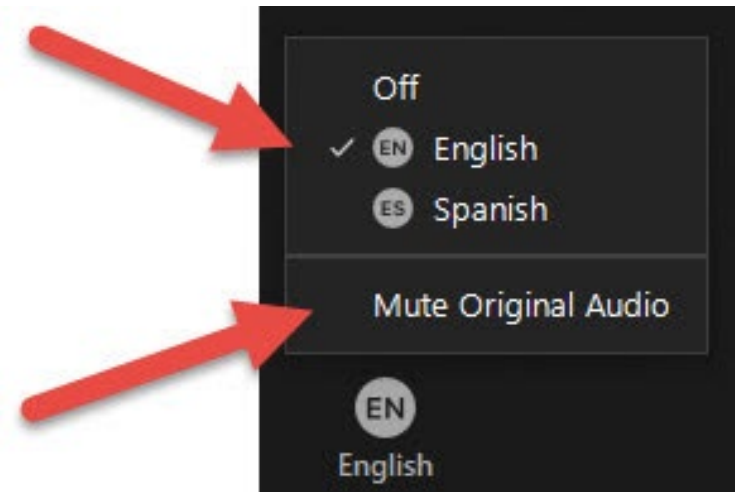 Off
EN English
ES Spanish
Mute Original Audio
EN
English